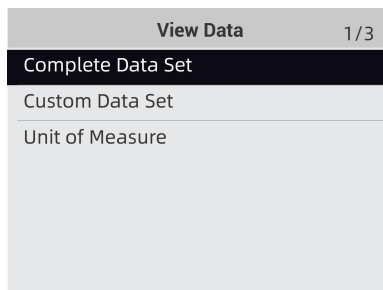 View Data 1/3
Complete Data Set
Custom Data Set
Unit of Measure